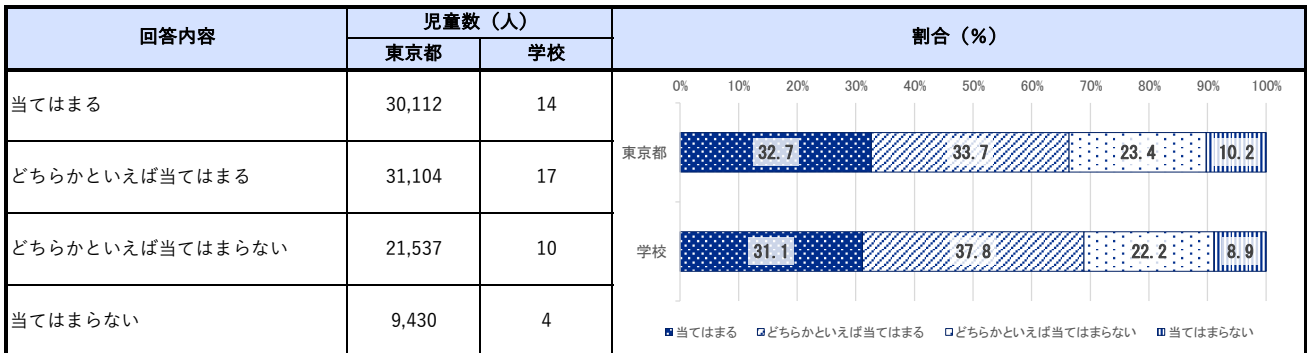 回答内容
児童数（人）
割合（％）
東京都
学校
当てはまる
30,112
14
どちらかといえば当てはまる
31,104
17
どちらかといえば当てはまらない
21,537
10
当てはまらない
9,430
4
0% 10% 20% 30% 40% 50% 60% 70% 80% 90% 100%
東京都 32.7 33.7 23.4 10.2
学校 31.1 37.8 22.2 8.9
当てはまる どちらかといえば当てはまる どちらかといえば当てはまらない 当てはまらない